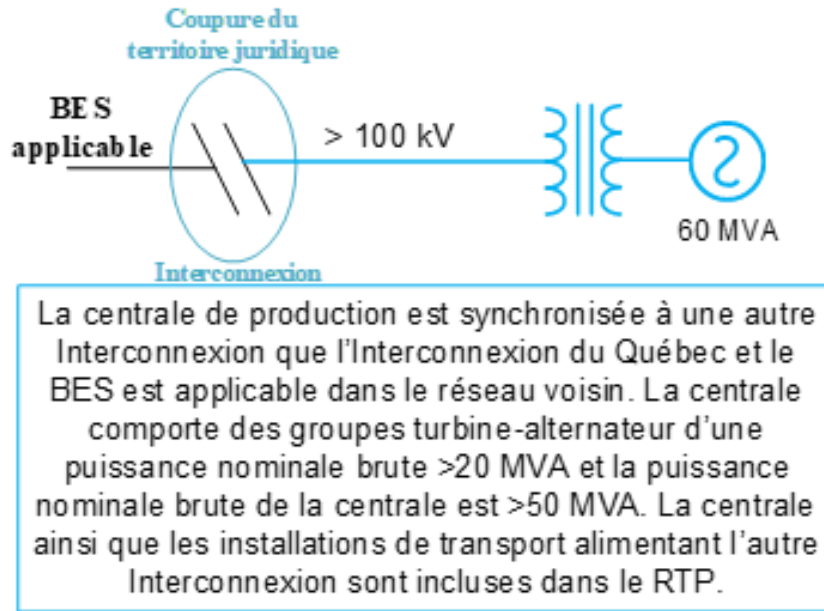 Coupure du
territoire juridique
BES
applicable
> 100 kV
60 MVA
Interconnexion
La centrale de production est synchronisée à une autre
Interconnexion que l'Interconnexion du Québec et le
BES est applicable dans le réseau voisin. La centrale
comporte des groupes turbine-alternateur d'une
puissance nominale brute >20 MVA et la puissance
nominale brute de la centrale est >50 MVA. La centrale
ainsi que les installations de transport alimentant l'autre
Interconnexion sont incluses dans le RTP.